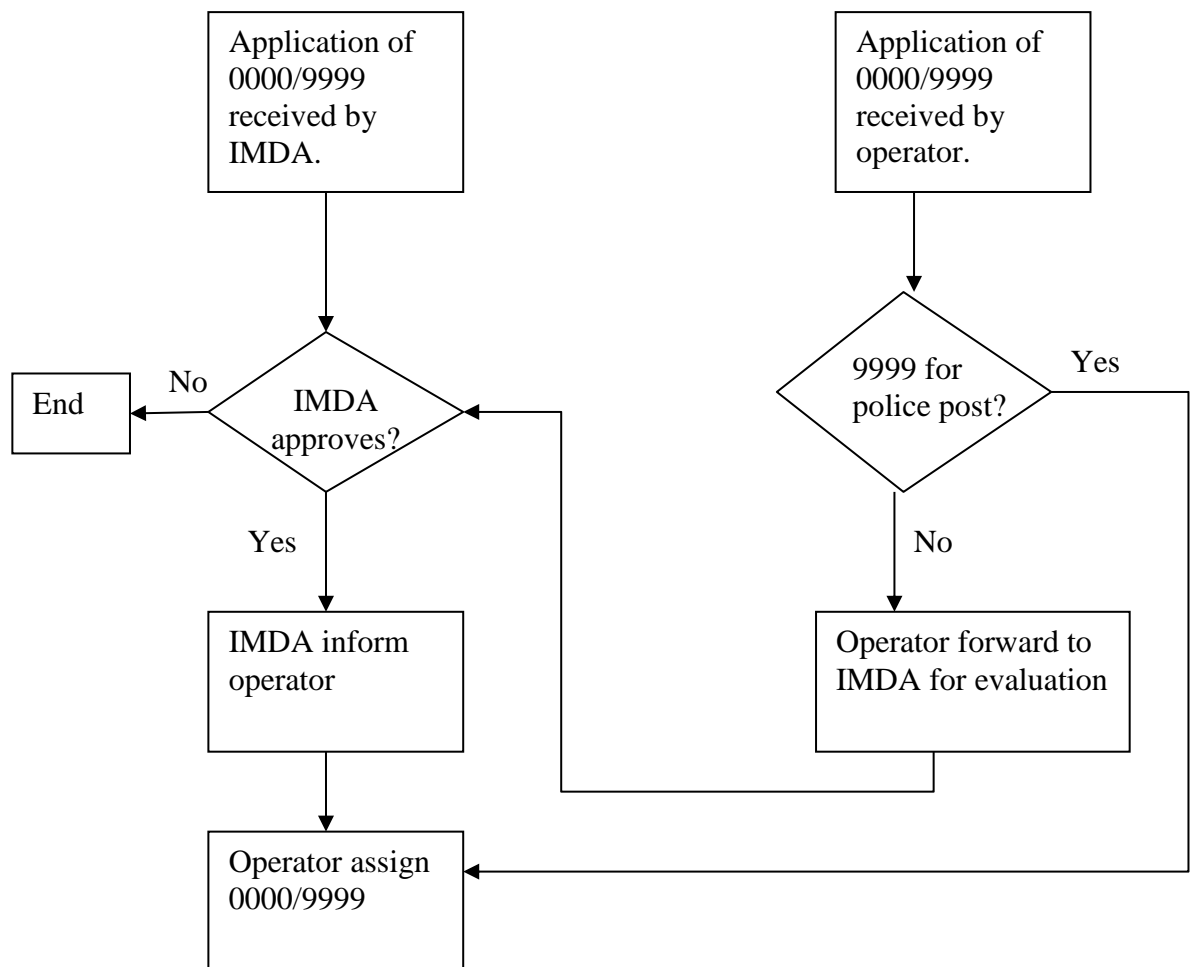 Application of
0000/9999
received by
IMDA.
Application of
0000/9999
received by
operator.
No
End
IMDA
approves?
9999 for
police post?
Yes
Yes
No
IMDA inform
operator
Operator forward to
IMDA for evaluation
Operator assign
0000/9999